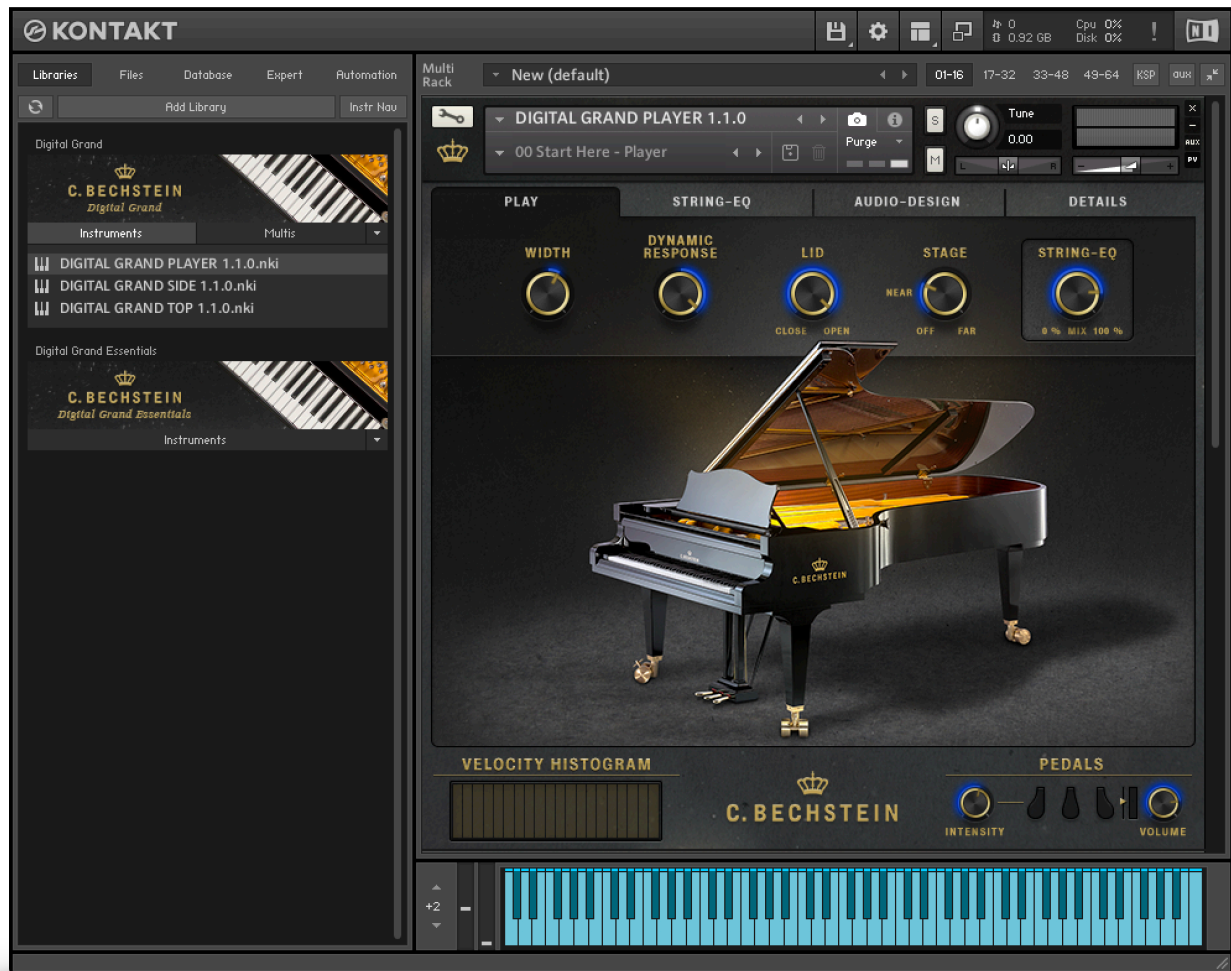 KONTAKT
0
0.92 GB
Cpu 0%
Disk 0%
!
NI
Libraries Files Database Expert Automation
Add Library
Instr Nav
Digital Grand
C. BECHSTEIN
Digital Grand
Instruments Multis
DIGITAL GRAND PLAYER 1.1.0.nki
DIGITAL GRAND SIDE 1.1.0.nki
DIGITAL GRAND TOP 1.1.0.nki
Digital Grand Essentials
C. BECHSTEIN
Digital Grand Essentials
Instruments
Multi
Rack
New (default)
01-16 17-32 33-48 49-64 KSP aux
DIGITAL GRAND PLAYER 1.1.0
00 Start Here - Player
Purge
S
M
Tune
0.00
L R
- +
x
-
AUX
PV
PLAY STRING-EQ AUDIO-DESIGN DETAILS
WIDTH
DYNAMIC
RESPONSE
LID
CLOSE OPEN
STAGE
NEAR
OFF FAR
STRING-EQ
0 % MIX 100 %
C. BECHSTEIN
VELOCITY HISTOGRAM
C. BECHSTEIN
PEDALS
INTENSITY
VOLUME
+2